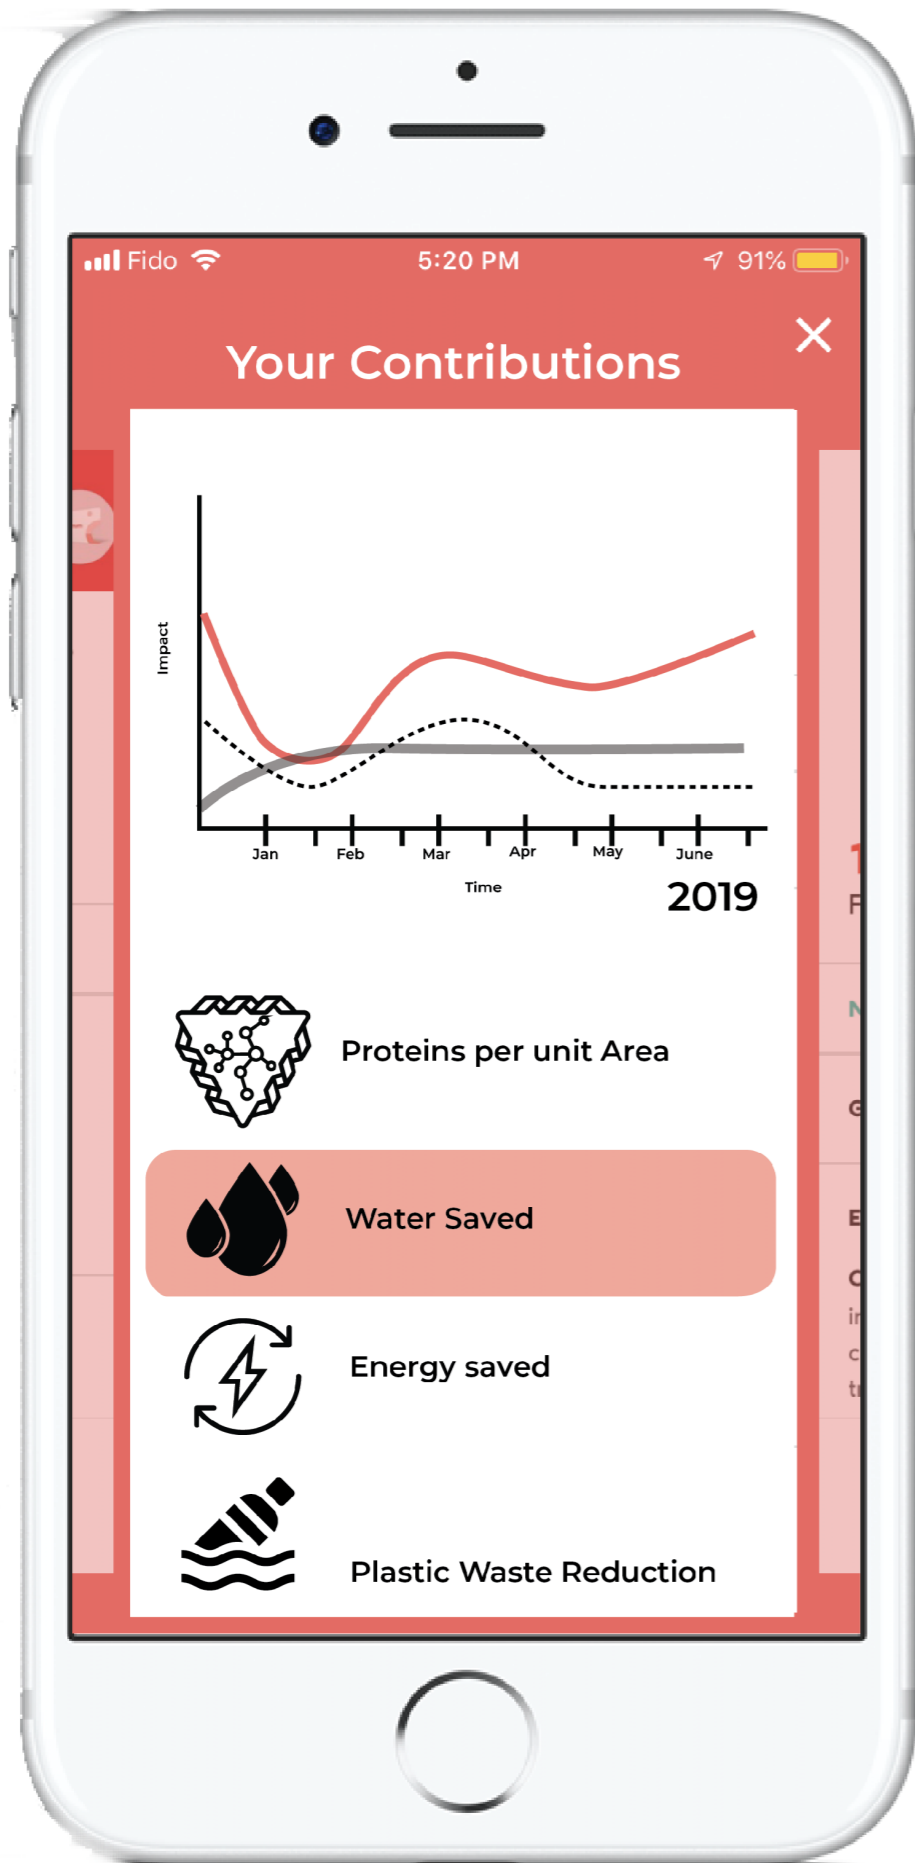 Fido 5:20 PM 91%
Your Contributions
Impact
Jan Feb Mar Apr May June
Time
2019
Proteins per unit Area
Water Saved
Energy saved
Plastic Waste Reduction